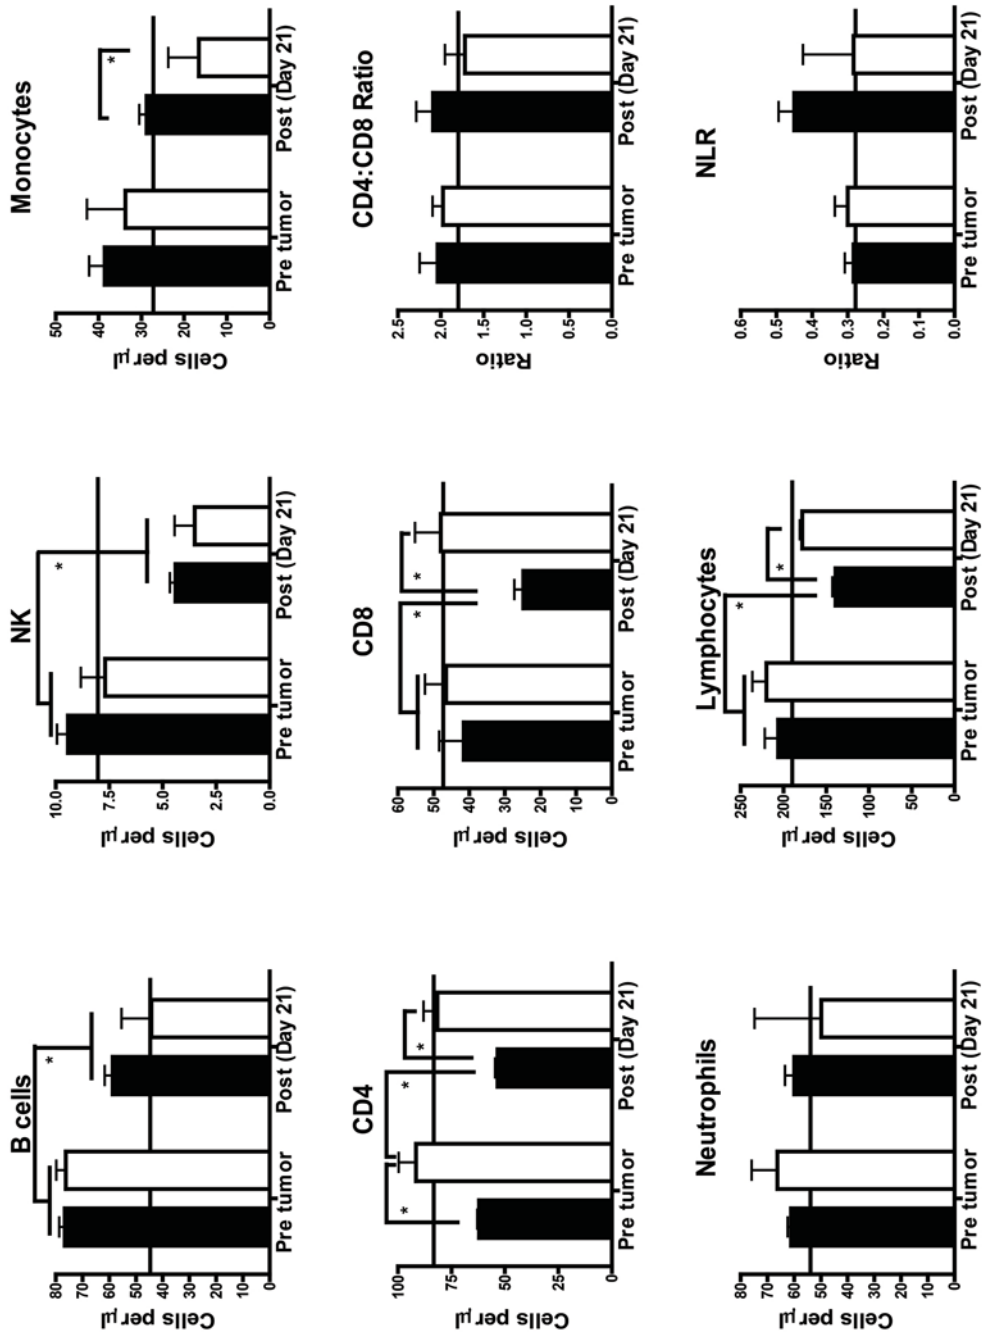 B cells
Cells per µl
80
70
60
50
40
30
20
10
0
*
Pre tumor
Post (Day 21)
NK
Cells per µl
10.0
7.5
5.0
2.5
0.0
*
Pre tumor
Post (Day 21)
Monocytes
Cells per µl
50
40
30
20
10
0
*
Pre tumor
Post (Day 21)
CD4
Cells per µl
100
75
50
25
0
*
*
*
Pre tumor
Post (Day 21)
CD8
Cells per µl
60
50
40
30
20
10
0
*
*
Pre tumor
Post (Day 21)
CD4:CD8 Ratio
Ratio
2.5
2.0
1.5
1.0
0.5
0.0
Pre tumor
Post (Day 21)
Neutrophils
Cells per µl
80
70
60
50
40
30
20
10
0
Pre tumor
Post (Day 21)
Lymphocytes
Cells per µl
250
200
150
100
50
0
*
*
Pre tumor
Post (Day 21)
NLR
Ratio
0.6
0.5
0.4
0.3
0.2
0.1
0.0
Pre tumor
Post (Day 21)